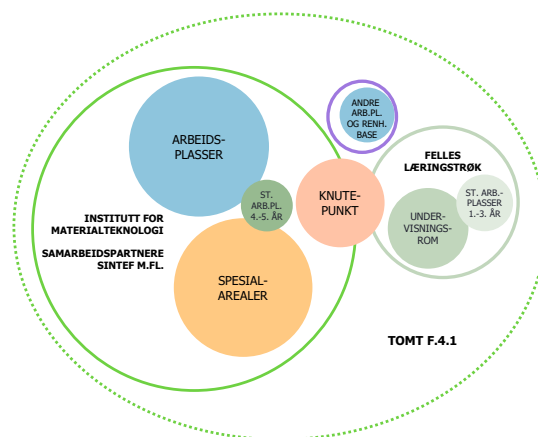 ARBEIDS-
PLASSER
ANDRE
ARB.PL.
OG RENH.
BASE
FELLES
LÆRINGSTRØK
ST.
ARB.PL.
4.-5. ÅR
KNUTE-
PUNKT
ST. ARB.-
PLASSER
1.-3. ÅR
UNDER-
VISNINGS-
ROM
INSTITUTT FOR
MATERIALTEKNOLOGI
SAMARBEIDSPARTNERE
SINTEF M.FL.
SPESIAL-
AREALER
TOMT F.4.1